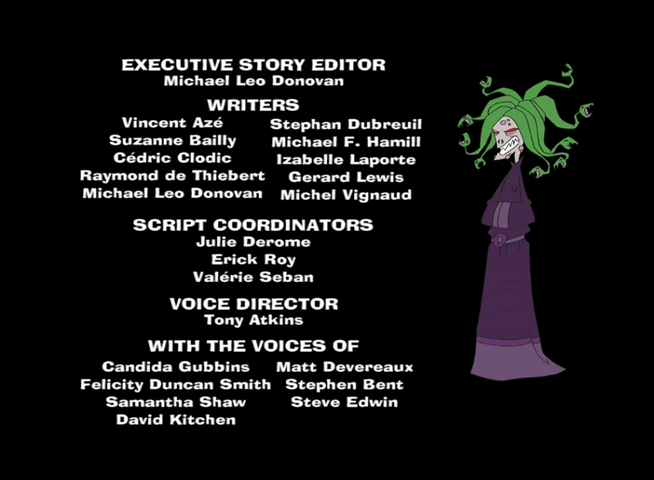 EXECUTIVE STORY EDITOR
Michael Leo Donovan
WRITERS
Vincent Azé Stephan Dubreuil
Suzanne Bailly Michael F. Hamill
Cédric Clodic Izabelle Laporte
Raymond de Thiebert Gerard Lewis
Michael Leo Donovan Michel Vignaud
SCRIPT COORDINATORS
Julie Derome
Erick Roy
Valérie Seban
VOICE DIRECTOR
Tony Atkins
WITH THE VOICES OF
Candida Gubbins Matt Devereaux
Felicity Duncan Smith Stephen Bent
Samantha Shaw Steve Edwin
David Kitchen